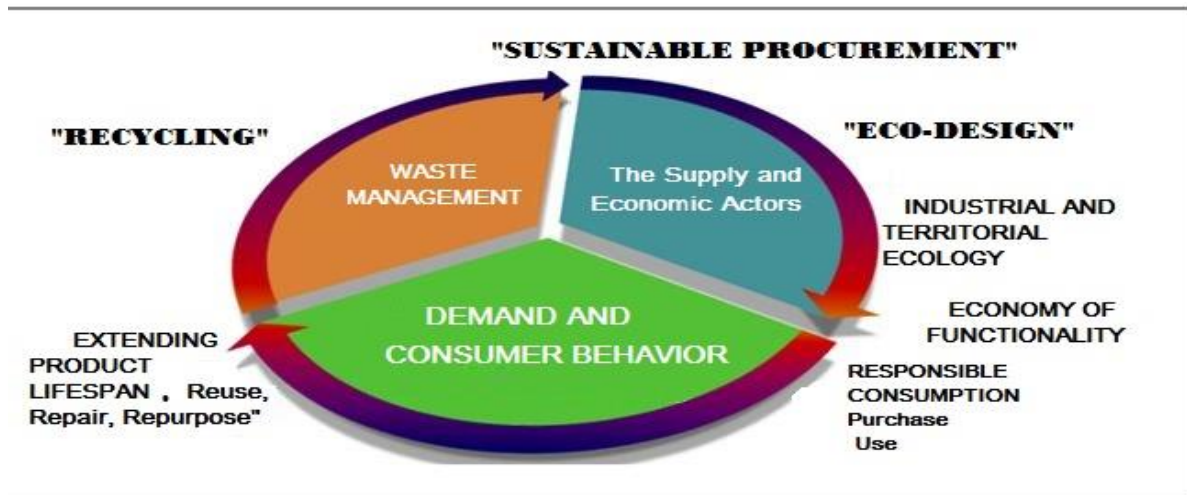 "SUSTAINABLE PROCUREMENT"
"RECYCLING"
"ECO-DESIGN"
WASTE
MANAGEMENT
The Supply and
Economic Actors
INDUSTRIAL AND
TERRITORIAL
ECOLOGY
DEMAND AND
CONSUMER BEHAVIOR
ECONOMY OF
FUNCTIONALITY
EXTENDING
PRODUCT
LIFESPAN , Reuse,
Repair, Repurpose"
RESPONSIBLE
CONSUMPTION
Purchase
Use